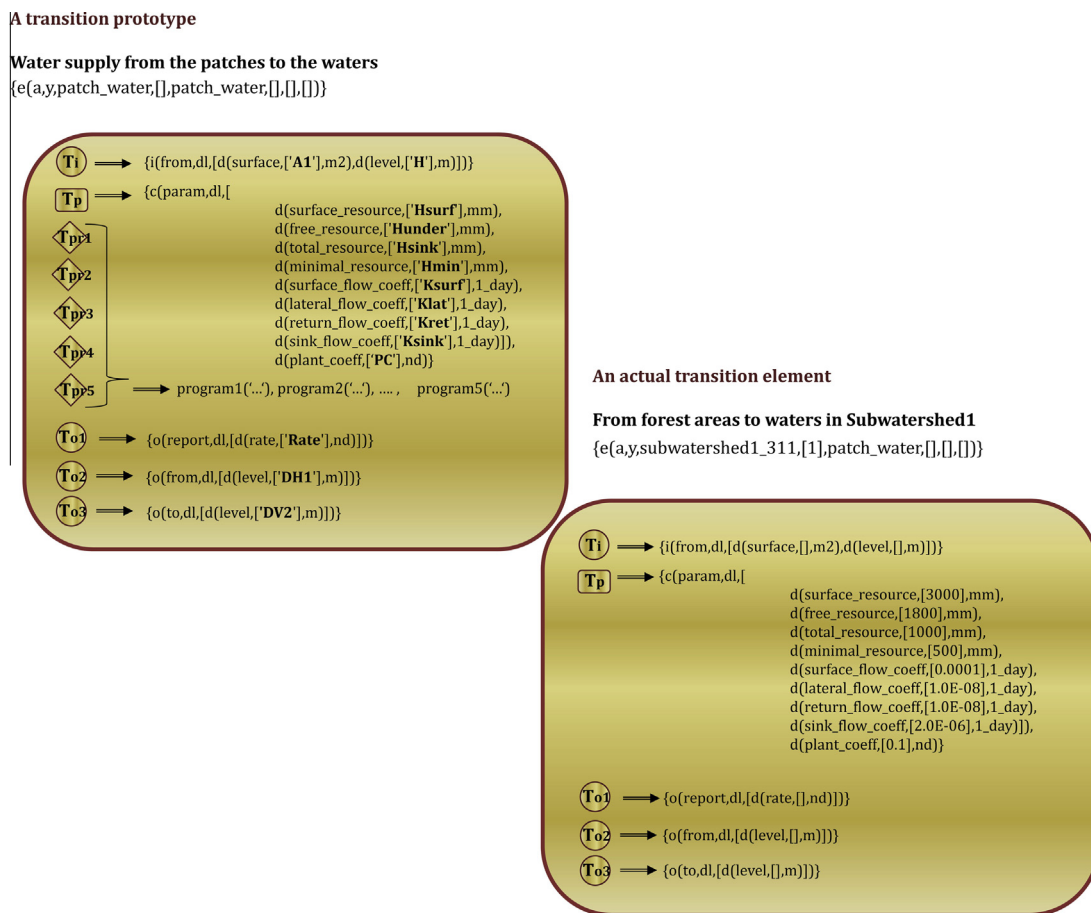 A transition prototype
Water supply from the patches to the waters
{e(a,y,patch_water,[],patch_water,[],[],[])}
Ti {i(from,dl,[d(surface,['A1'],m2),d(level,['H'],m)])}
Tp {c(param,dl,[
d(surface_resource,['Hsurf'],mm),
Tpr1 d(free_resource,['Hunder'],mm),
d(total_resource,['Hsink'],mm),
Tpr2 d(minimal_resource,['Hmin'],mm),
d(surface_flow_coeff,['Ksurf'],1_day),
d(lateral_flow_coeff,['Klat'],1_day),
Tpr3 d(return_flow_coeff,['Kret'],1_day),
d(sink_flow_coeff,['Ksink'],1_day)]),
Tpr4 d(plant_coeff,['PC'],nd)}
Tpr5 program1('...'), program2('...'), .... , program5('...')
To1 {o(report,dl,[d(rate,['Rate'],nd)])}
To2 {o(from,dl,[d(level,['DH1'],m)])}
To3 {o(to,dl,[d(level,['DV2'],m)])}
An actual transition element
From forest areas to waters in Subwatershed1
{e(a,y,subwatershed1_311,[1],patch_water,[],[],[])}
Ti {i(from,dl,[d(surface,[],m2),d(level,[],m)])}
Tp {c(param,dl,[
d(surface_resource,[3000],mm),
d(free_resource,[1800],mm),
d(total_resource,[1000],mm),
d(minimal_resource,[500],mm),
d(surface_flow_coeff,[0.0001],1_day),
d(lateral_flow_coeff,[1.0E-08],1_day),
d(return_flow_coeff,[1.0E-08],1_day),
d(sink_flow_coeff,[2.0E-06],1_day)]),
d(plant_coeff,[0.1],nd)}
To1 {o(report,dl,[d(rate,[],nd)])}
To2 {o(from,dl,[d(level,[],m)])}
To3 {o(to,dl,[d(level,[],m)])}